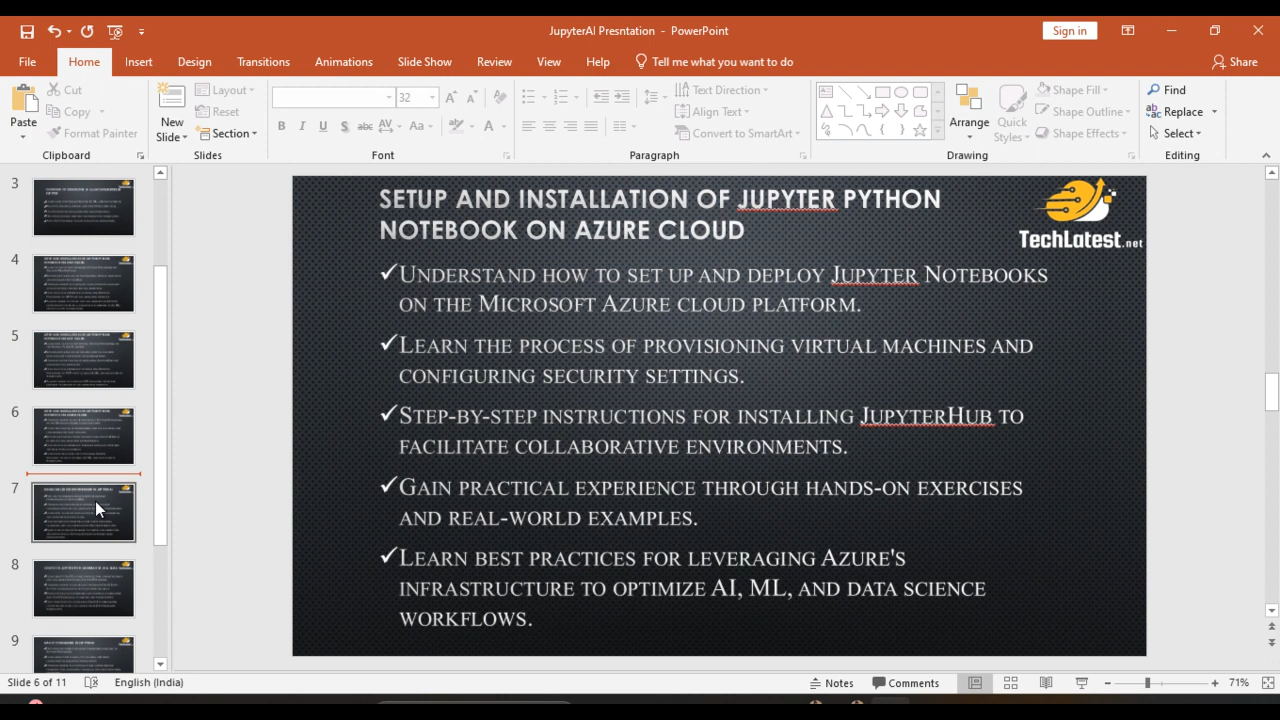 JupyterAI Presntation - PowerPoint
Sign in
File Home Insert Design Transitions Animations Slide Show Review View Help Tell me what you want to do Share
Paste
Cut
Copy
Format Painter
Clipboard
New Slide
Layout
Reset
Section
Slides
32
B I U S abc AV Aa A
Font
Text Direction
Align Text
Convert to SmartArt
Paragraph
Arrange
Quick Styles
Shape Fill
Shape Outline
Shape Effects
Drawing
Find
Replace
Select
Editing
3
4
5
6
7
8
9
SETUP AND INSTALLATION OF JUPYTER PYTHON
NOTEBOOK ON AZURE CLOUD
TechLatest.net
✓UNDERSTAND HOW TO SET UP AND DEPLOY JUPYTER NOTEBOOKS
ON THE MICROSOFT AZURE CLOUD PLATFORM.
✓LEARN THE PROCESS OF PROVISIONING VIRTUAL MACHINES AND
CONFIGURING SECURITY SETTINGS.
✓STEP-BY-STEP INSTRUCTIONS FOR INSTALLING JUPYTERHUB TO
FACILITATE COLLABORATIVE ENVIRONMENTS.
✓GAIN PRACTICAL EXPERIENCE THROUGH HANDS-ON EXERCISES
AND REAL-WORLD EXAMPLES.
✓LEARN BEST PRACTICES FOR LEVERAGING AZURE'S
INFRASTRUCTURE TO OPTIMIZE AI, ML, AND DATA SCIENCE
WORKFLOWS.
Slide 6 of 11 English (India) Notes Comments 71%